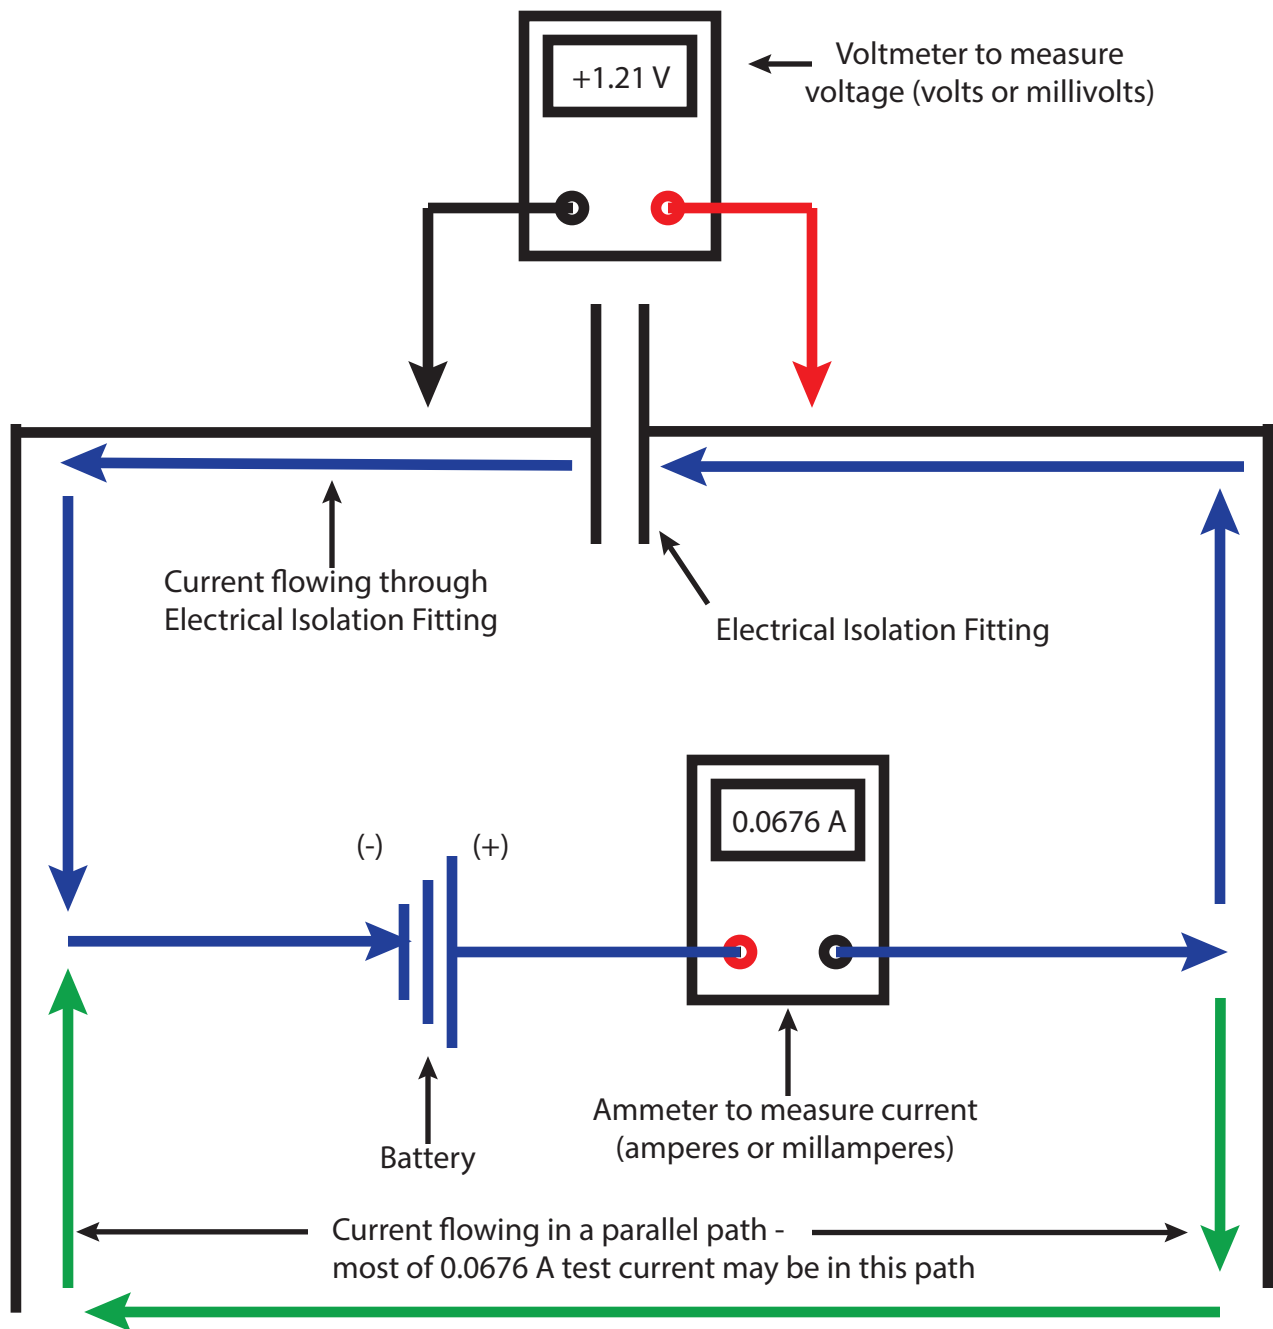 +1.21 V
Voltmeter to measure
voltage (volts or millivolts)
Current flowing through
Electrical Isolation Fitting
Electrical Isolation Fitting
0.0676 A
(-)
(+)
Ammeter to measure current
(amperes or millamperes)
Battery
Current flowing in a parallel path -
most of 0.0676 A test current may be in this path